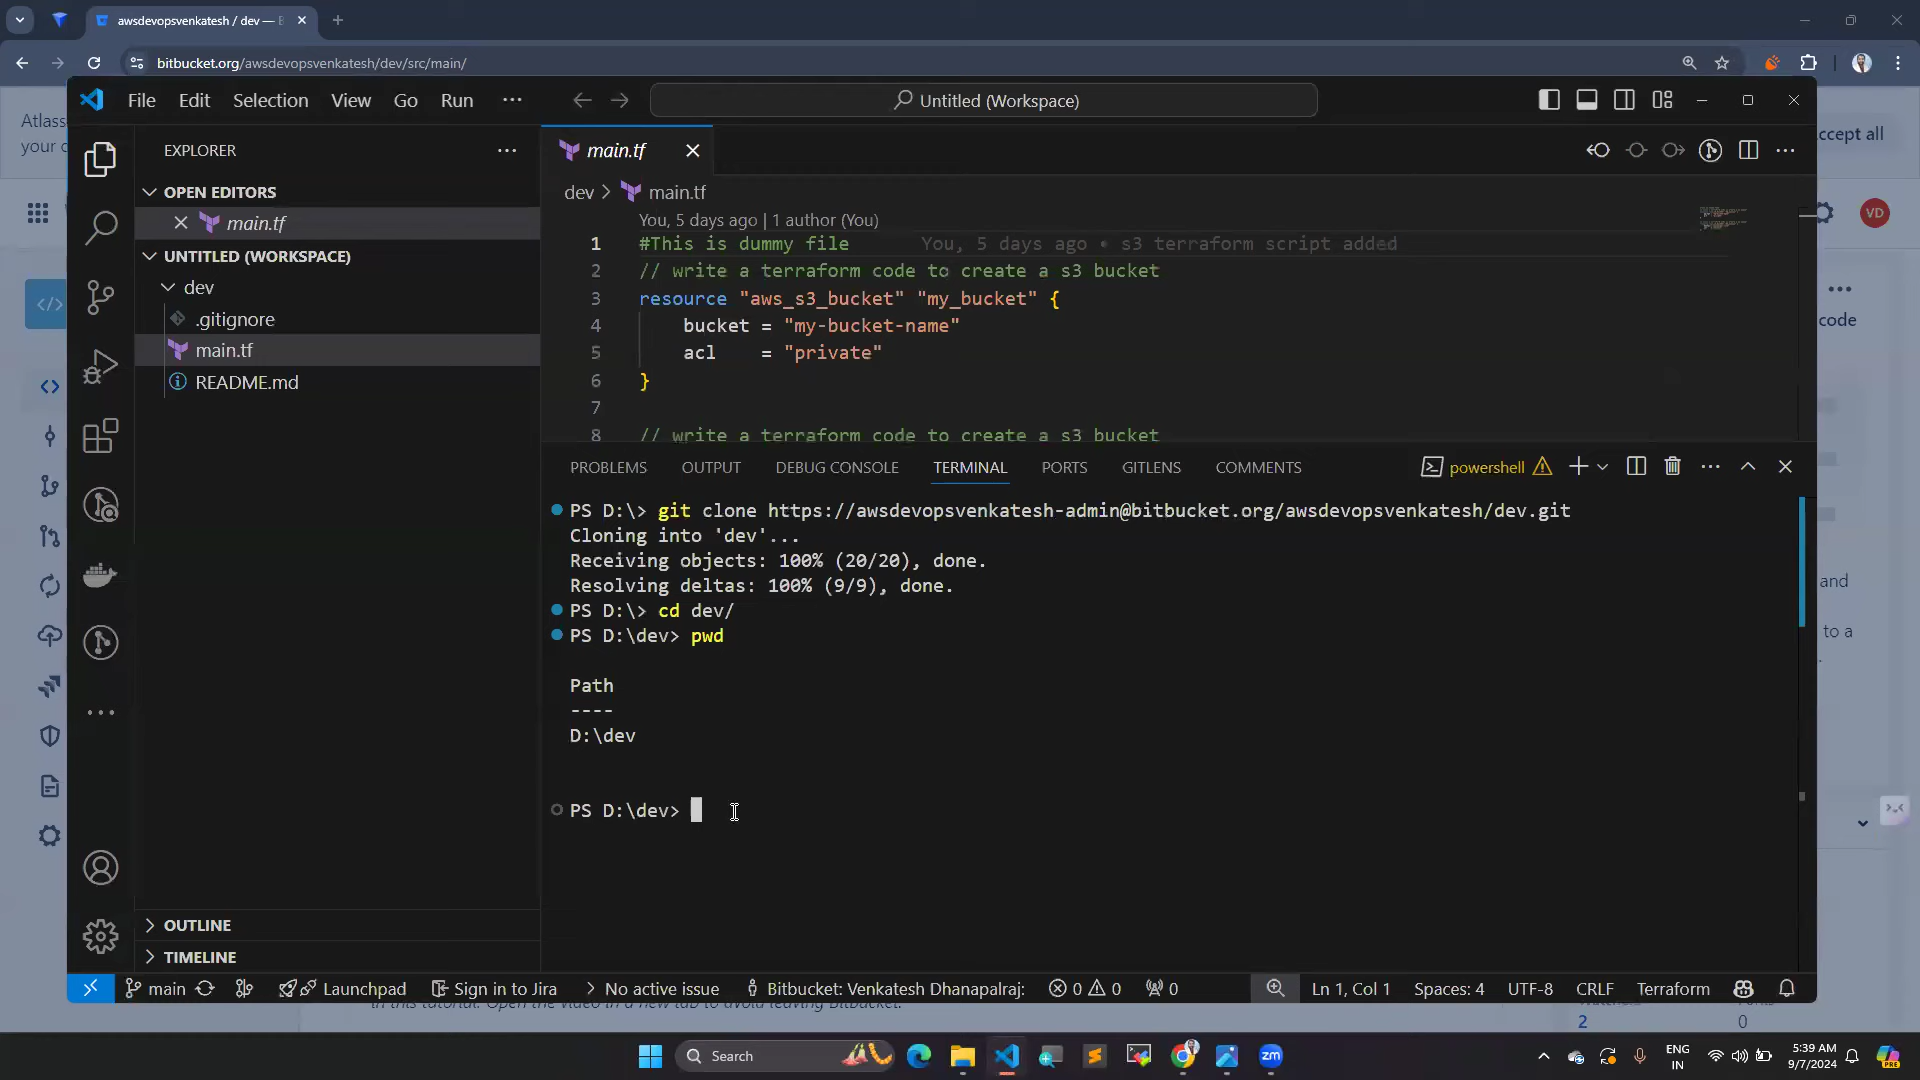 awsdevopsvenkatesh / dev — B
bitbucket.org/awsdevopsvenkatesh/dev/src/main/
Atlass
your c
ccept all
File Edit Selection View Go Run ...
Untitled (Workspace)
EXPLORER
OPEN EDITORS
main.tf
UNTITLED (WORKSPACE)
dev
.gitignore
main.tf
README.md
OUTLINE
TIMELINE
main.tf
dev > main.tf
You, 5 days ago | 1 author (You)
1 #This is dummy file You, 5 days ago • s3 terraform script added
2 // write a terraform code to create a s3 bucket
3 resource "aws_s3_bucket" "my_bucket" {
4 bucket = "my-bucket-name"
5 acl = "private"
6 }
7
8 // write a terraform code to create a s3 bucket
PROBLEMS OUTPUT DEBUG CONSOLE TERMINAL PORTS GITLENS COMMENTS
powershell
PS D:\> git clone https://awsdevopsvenkatesh-admin@bitbucket.org/awsdevopsvenkatesh/dev.git
Cloning into 'dev'...
Receiving objects: 100% (20/20), done.
Resolving deltas: 100% (9/9), done.
PS D:\> cd dev/
PS D:\dev> pwd
Path
----
D:\dev
PS D:\dev>
VD
code
and
to a
main Launchpad Sign in to Jira > No active issue Bitbucket: Venkatesh Dhanapalraj: 0 0 0 Ln 1, Col 1 Spaces: 4 UTF-8 CRLF Terraform
in this tutorial. Open the video in a new tab to avoid leaving Bitbucket.
2 0
Search
zm
ENG
IN
5:39 AM
9/7/2024
PRE